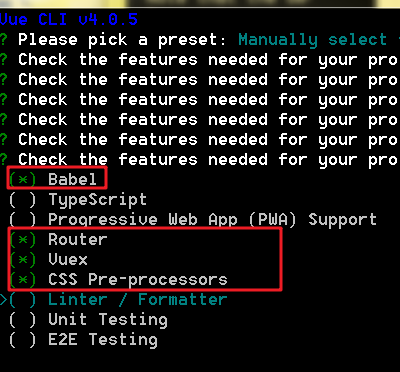 Vue CLI v4.0.5
? Please pick a preset: Manually select
? Check the features needed for your pro
? Check the features needed for your pro
? Check the features needed for your pro
? Check the features needed for your pro
? Check the features needed for your pro
? Check the features needed for your pro
(*) Babel
( ) TypeScript
( ) Progressive Web App (PWA) Support
(*) Router
(*) Vuex
(*) CSS Pre-processors
>( ) Linter / Formatter
( ) Unit Testing
( ) E2E Testing